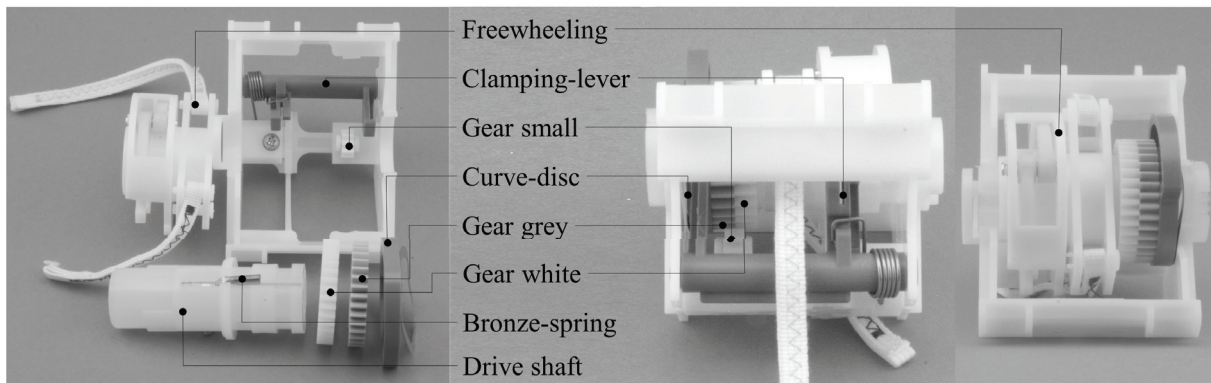 Freewheeling
Clamping-lever
Gear small
Curve-disc
Gear grey
Gear white
Bronze-spring
Drive shaft